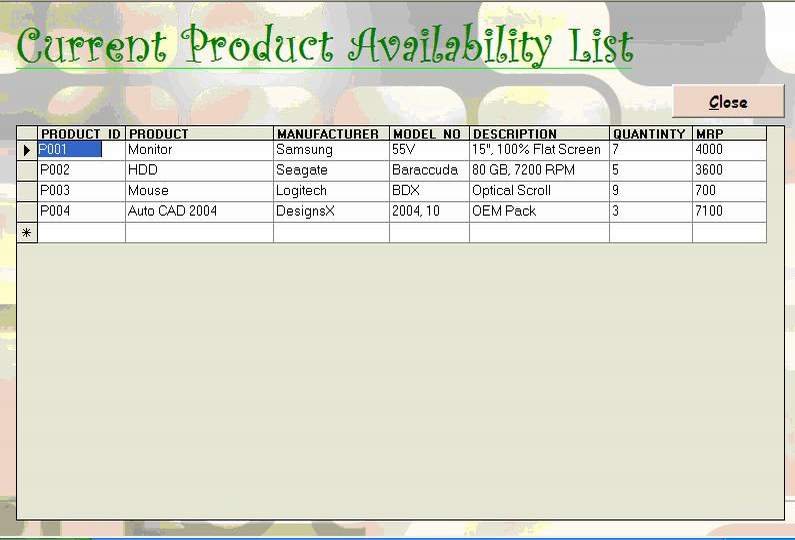 Current Product Availability List
Close
PRODUCT ID PRODUCT MANUFACTURER MODEL NO DESCRIPTION QUANTINTY MRP
P001 Monitor Samsung 55V 15", 100% Flat Screen 7 4000
P002 HDD Seagate Baraccuda 80 GB, 7200 RPM 5 3600
P003 Mouse Logitech BDX Optical Scroll 9 700
P004 Auto CAD 2004 DesignsX 2004, 10 OEM Pack 3 7100